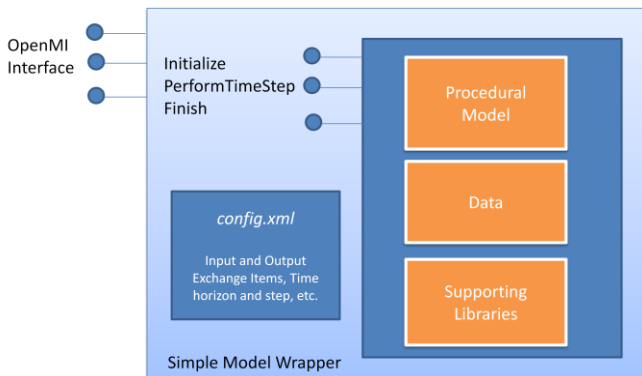 OpenMI
Interface
Initialize
PerformTimeStep
Finish
Procedural
Model
Data
Supporting
Libraries
config.xml
Input and Output
Exchange Items, Time
horizon and step, etc.
Simple Model Wrapper